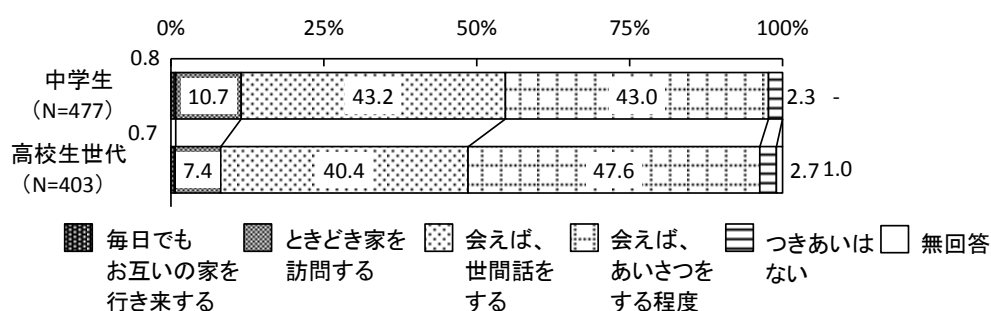 0% 25% 50% 75% 100%
0.8
中学生
（N=477）
10.7 43.2 43.0 2.3 -
0.7
高校生世代
（N=403）
7.4 40.4 47.6 2.7 1.0
毎日でも
お互いの家を
行き来する
ときどき家を
訪問する
会えば、
世間話を
する
会えば、
あいさつを
する程度
つきあいは
ない
無回答